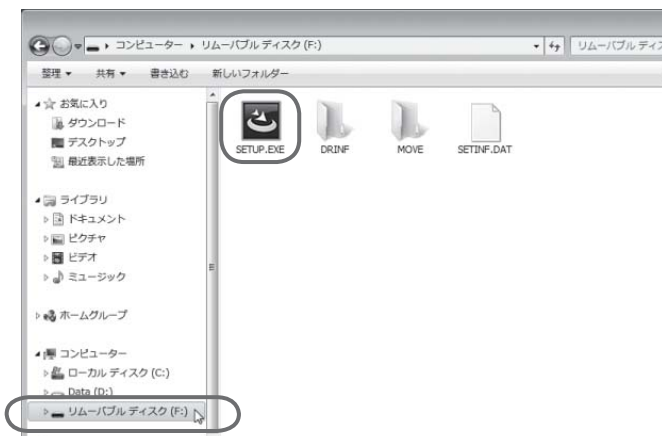 コンピューター ▸ リムーバブル ディスク (F:)
リムーバブル ディス
整理 ▼ 共有 ▼ 書き込む 新しいフォルダー
お気に入り
ダウンロード
デスクトップ
最近表示した場所
ライブラリ
ドキュメント
ピクチャ
ビデオ
ミュージック
ホームグループ
コンピューター
ローカル ディスク (C:)
Data (D:)
リムーバブル ディスク (F:)
SETUP.EXE
DRINF
MOVE
SETINF.DAT